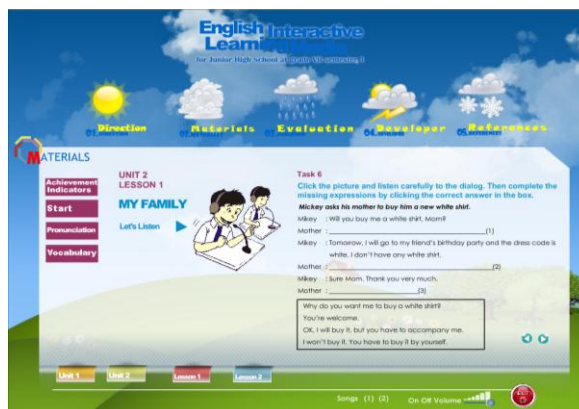 English Interactive
Learning Media
for Junior High School at grade VII semester I
01. Direction
02. Materials
Evaluation
04. Developer
05. References
MATERIALS
Achievement
Indicators
Start
Pronunciation
Vocabulary
UNIT 2
LESSON 1
MY FAMILY
Let's Listen
Task 6
Click the picture and listen carefully to the dialog. Then complete the
missing expressions by clicking the correct answer in the box.
Mickey asks his mother to buy him a new white shirt.
Mikey : Will you buy me a white shirt, Mom?
Mother : (1)
Mikey : Tomorrow, I will go to my friend's birthday party and the dress code is
white. I don't have any white shirt.
Mother : (2)
Mikey : Sure Mom, Thank you very much.
Mother : (3)
Why do you want me to buy a white shirt?
You're welcome.
OK, I will buy it, but you have to accompany me.
I won't buy it. You have to buy it by yourself.
Unit 1
Unit 2
Lesson 1
Lesson 2
Songs (1) (2) On Off Volume